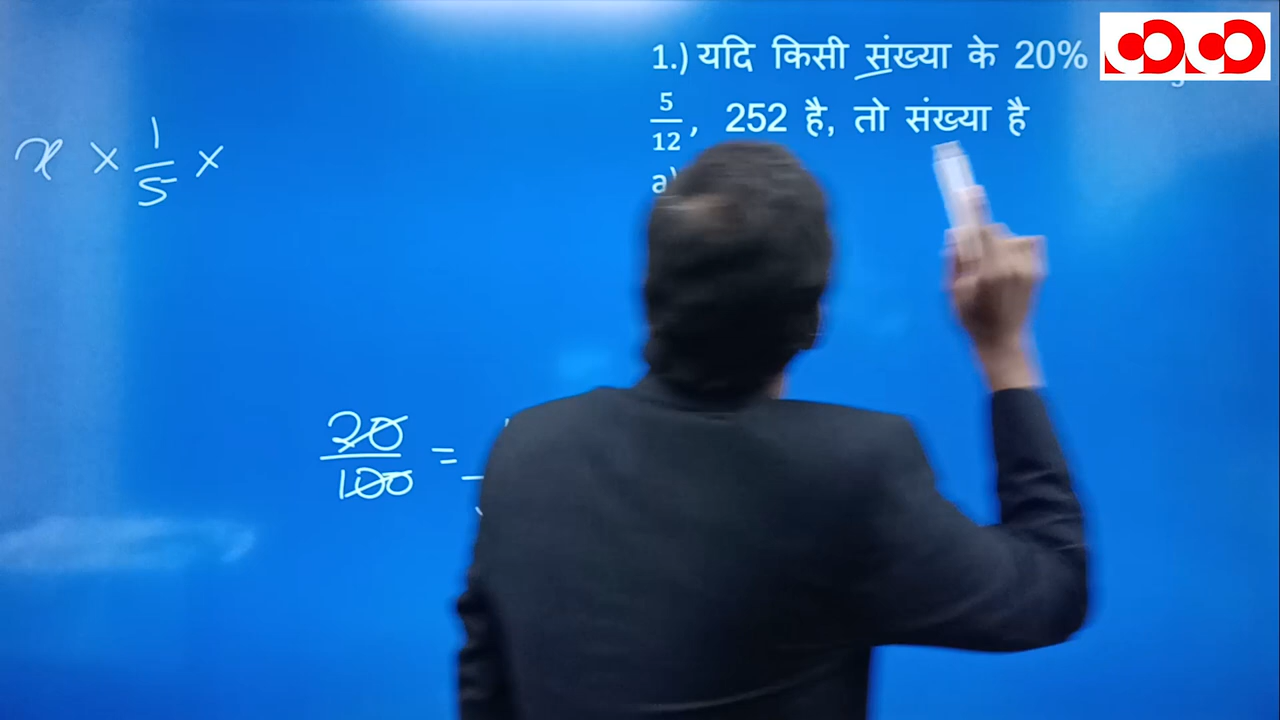 1.) यदि किसी संख्या के 20%
5/12, 252 है, तो संख्या है
a)
x × 1/5 ×
20/100 =